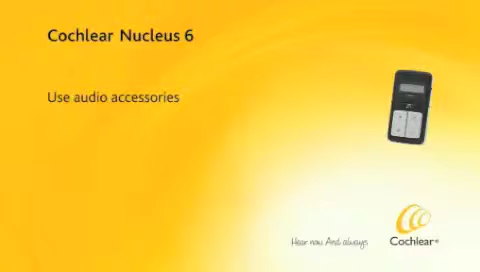 Cochlear Nucleus 6
Use audio accessories
Hear now. And always
Cochlear®